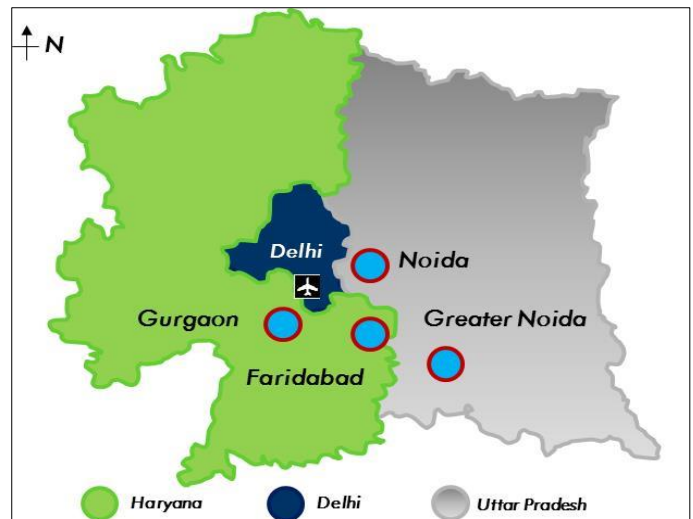 N
Delhi
Noida
Gurgaon
Greater Noida
Faridabad
Haryana
Delhi
Uttar Pradesh